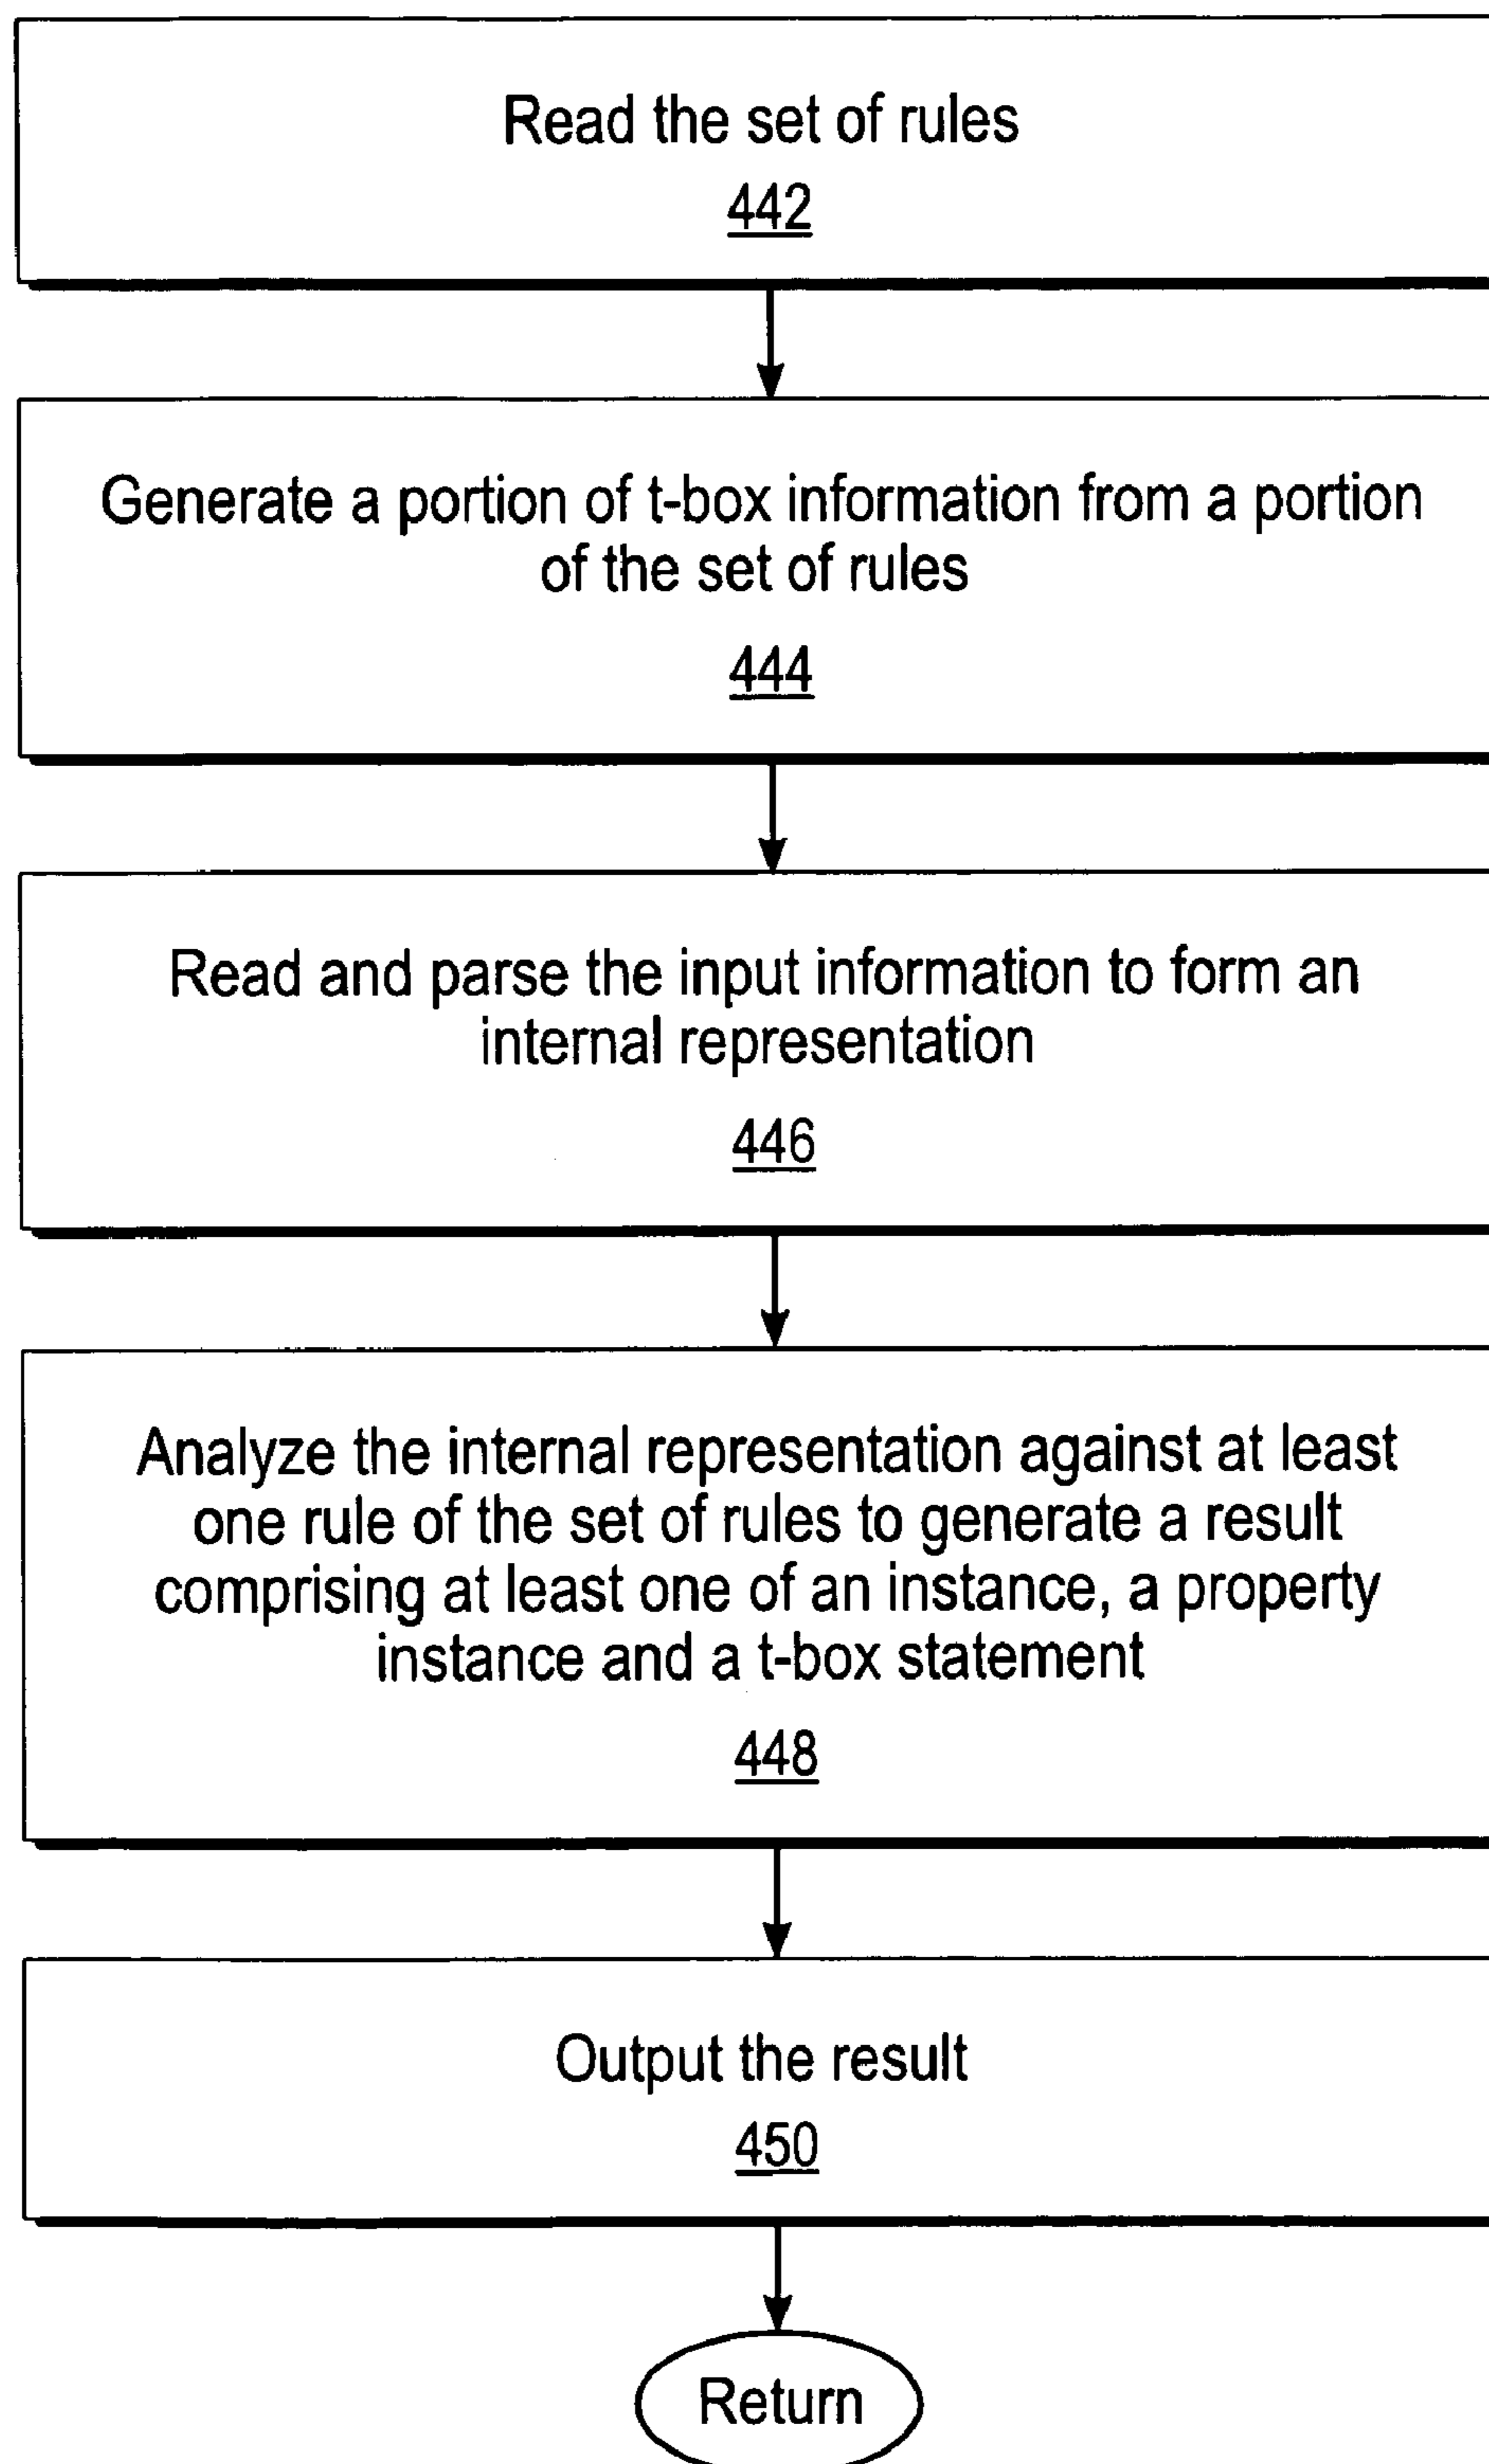 Read the set of rules
442
Generate a portion of t-box information from a portion
of the set of rules
444
Read and parse the input information to form an
internal representation
446
Analyze the internal representation against at least
one rule of the set of rules to generate a result
comprising at least one of an instance, a property
instance and a t-box statement
448
Output the result
450
Return